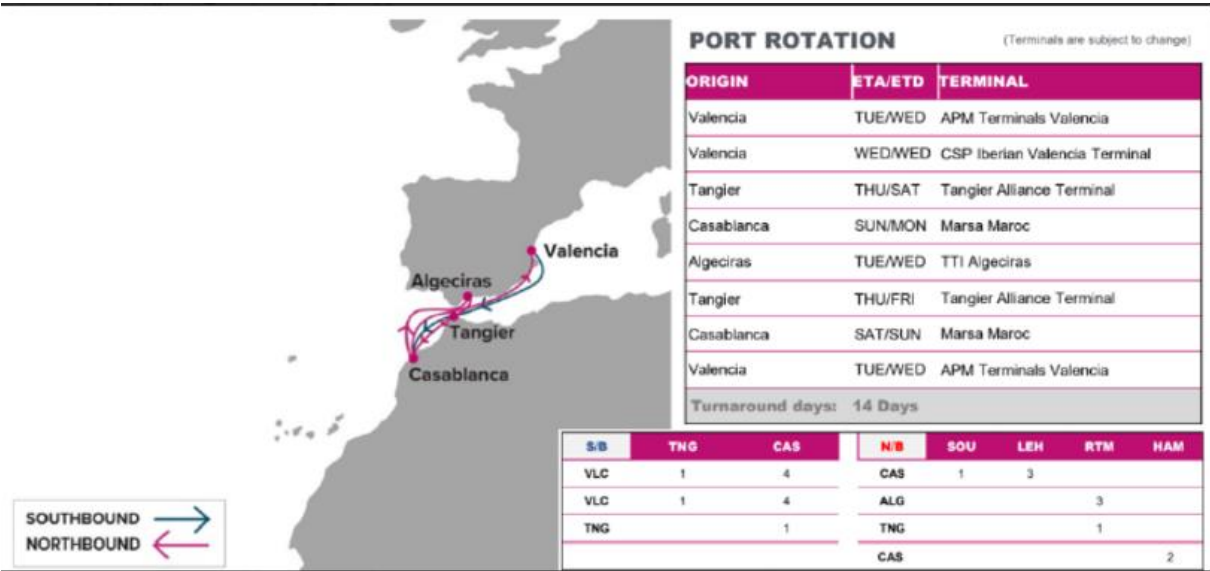 PORT ROTATION
(Terminals are subject to change)
ORIGIN ETA/ETD TERMINAL
Valencia TUE/WED APM Terminals Valencia
Valencia WED/WED CSP Iberian Valencia Terminal
Tangier THU/SAT Tangier Alliance Terminal
Casablanca SUN/MON Marsa Maroc
Algeciras TUE/WED TTI Algeciras
Tangier THU/FRI Tangier Alliance Terminal
Casablanca SAT/SUN Marsa Maroc
Valencia TUE/WED APM Terminals Valencia
Turnaround days: 14 Days
Valencia
Algeciras
Tangier
Casablanca
SOUTHBOUND
NORTHBOUND
S/B TNG CAS
VLC 1 4
VLC 1 4
TNG 1
N/B SOU LEH RTM HAM
CAS 1 3
ALG 3
TNG 1
CAS 2